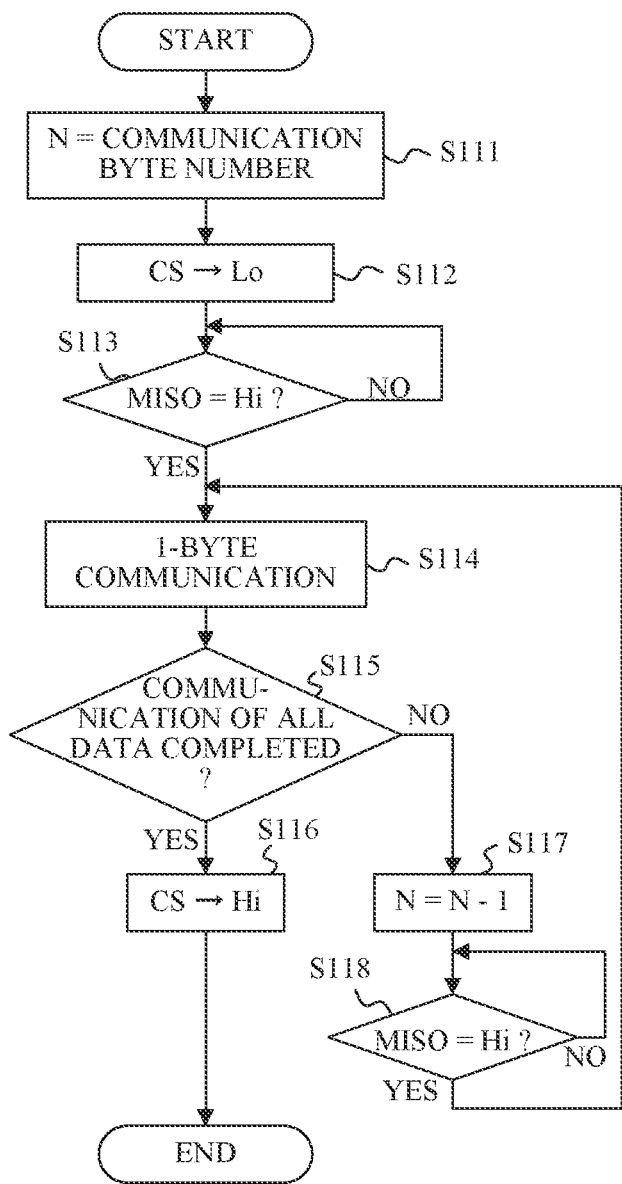 START
N = COMMUNICATION
BYTE NUMBER
S111
CS → Lo
S112
S113
MISO = Hi ?
NO
YES
1-BYTE
COMMUNICATION
S114
S115
COMMU-
NICATION OF ALL
DATA COMPLETED
?
NO
YES
S116
CS → Hi
S117
N = N - 1
S118
MISO = Hi ?
NO
YES
END